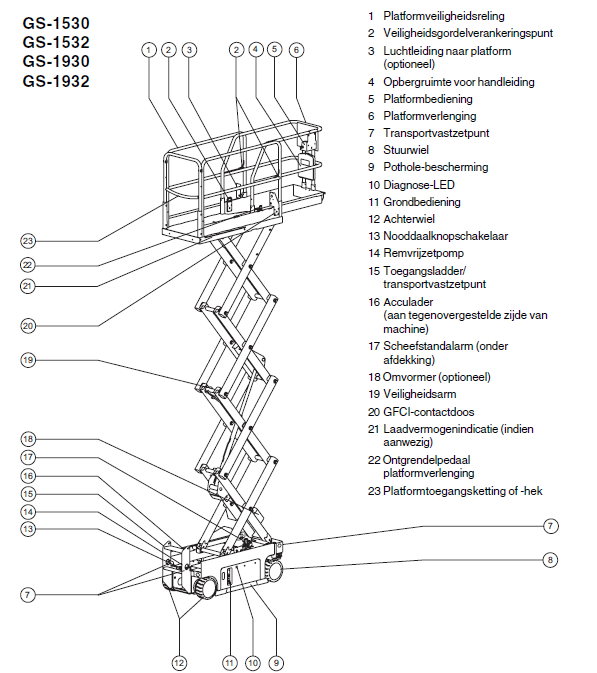 GS-1530
GS-1532
GS-1930
GS-1932
1 2 3 2 4 5 6
23
22
21
20
19
18
17
16
15
14
13
7
7
8
12 11 10 9
1 Platformveiligheidsreling
2 Veiligheidsgordelverankeringspunt
3 Luchtleiding naar platform
(optioneel)
4 Opbergruimte voor handleiding
5 Platformbediening
6 Platformverlenging
7 Transportvastzetpunt
8 Stuurwiel
9 Pothole-bescherming
10 Diagnose-LED
11 Grondbediening
12 Achterwiel
13 Nooddaalknopschakelaar
14 Remvrijzetpomp
15 Toegangsladder/
transportvastzetpunt
16 Acculader
(aan tegenovergestelde zijde van
machine)
17 Scheefstandalarm (onder
afdekking)
18 Omvormer (optioneel)
19 Veiligheidsarm
20 GFCI-contactdoos
21 Laadvermogenindicatie (indien
aanwezig)
22 Ontgrendelpedaal
platformverlenging
23 Platformtoegangsketting of -hek